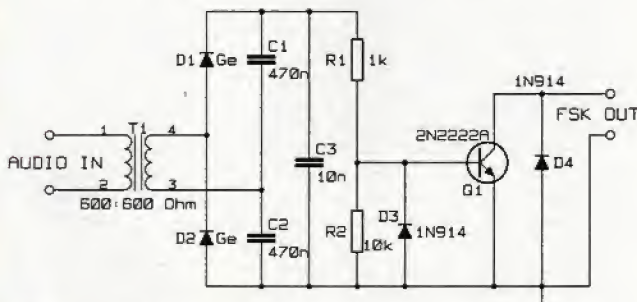 D1 Ge
C1
470n
R1 1k
1N914
FSK OUT
T1
1 4
2N2222A
AUDIO IN
C3
10n
D4
2 3
600:600 Ohm
Q1
D2 Ge
C2
470n
R2 10k
D3
1N914